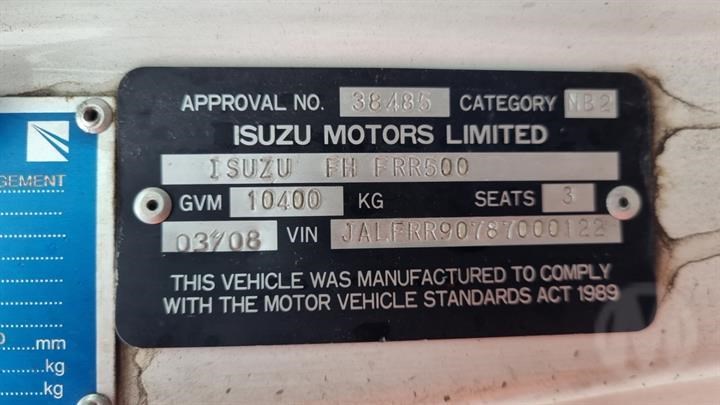 APPROVAL NO. 38485 CATEGORY NB2
ISUZU MOTORS LIMITED
ISUZU FH FRR500
GVM 10400 KG SEATS 3
03/08 VIN JALFRR90787000122
THIS VEHICLE WAS MANUFACTURED TO COMPLY
WITH THE MOTOR VEHICLE STANDARDS ACT 1989
GEMENT
mm
kg
kg